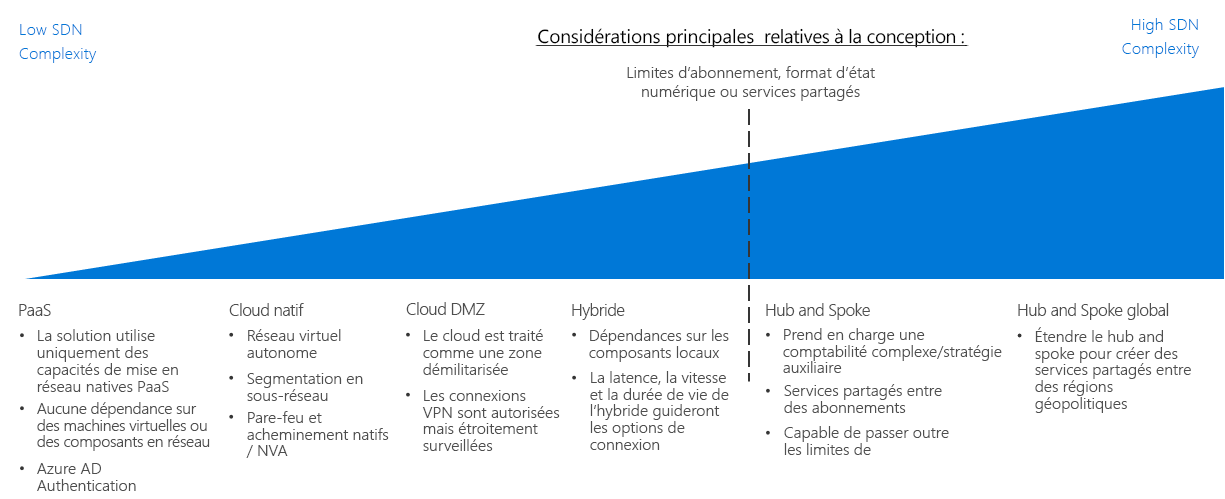 Low SDN
Complexity
Considérations principales  relatives à la conception :
High SDN
Complexity
Limites d'abonnement, format d'état
numérique ou services partagés
PaaS
• La solution utilise
uniquement des
capacités de mise en
réseau natives PaaS
• Aucune dépendance sur
des machines virtuelles ou
des composants en réseau
• Azure AD
Authentication
Cloud natif
• Réseau virtuel
autonome
• Segmentation en
sous-réseau
• Pare-feu et
acheminement natifs
/ NVA
Cloud DMZ
• Le cloud est traité
comme une zone
démilitarisée
• Les connexions
VPN sont autorisées
mais étroitement
surveillées
Hybride
• Dépendances sur les
composants locaux
• La latence, la vitesse
et la durée de vie de
l'hybride guideront
les options de
connexion
Hub and Spoke
• Prend en charge une
comptabilité complexe/stratégie
auxiliaire
• Services partagés entre
des abonnements
• Capable de passer outre
les limites de
Hub and Spoke global
• Étendre le hub and
spoke pour créer des
services partagés entre
des régions
géopolitiques